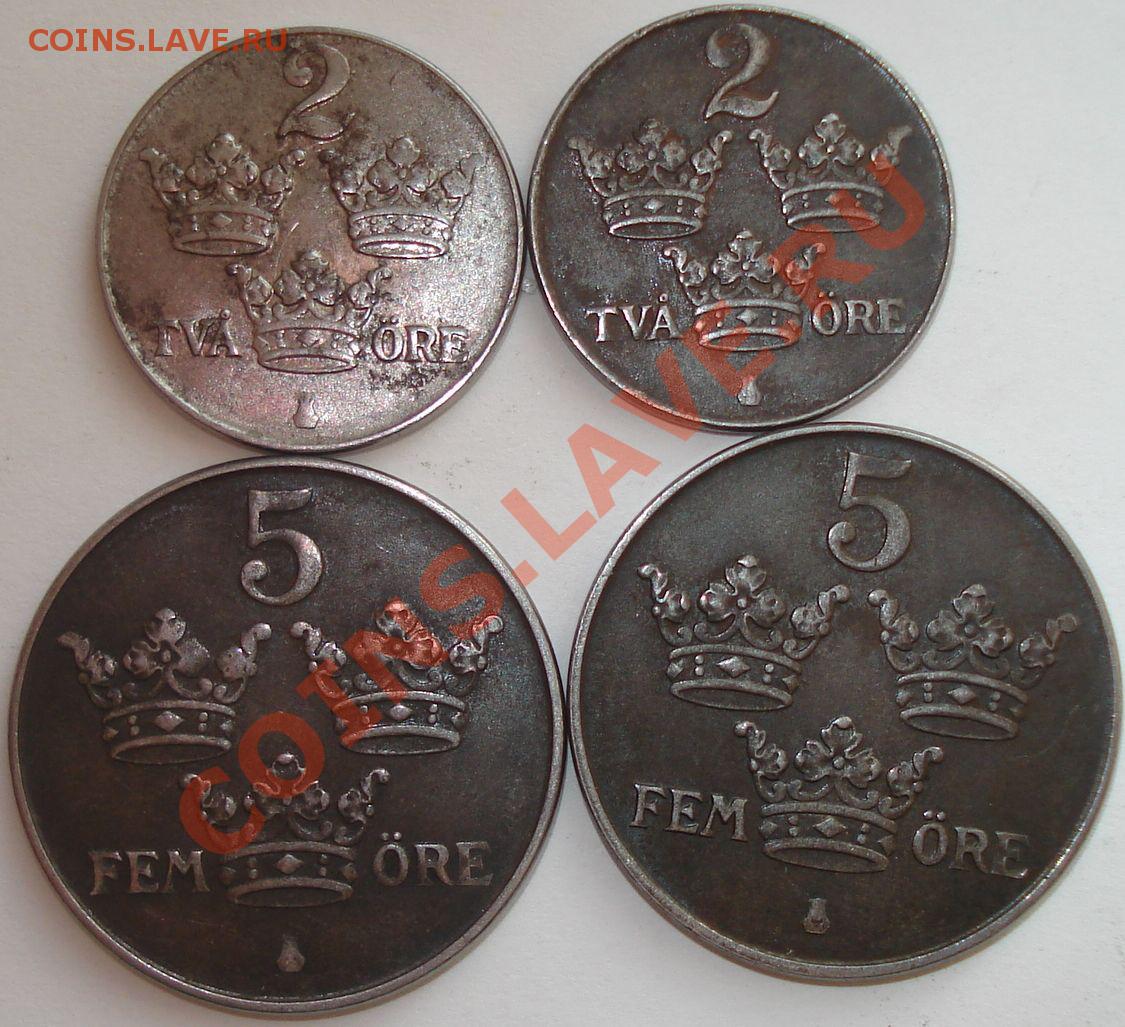 COINS.LAVE.RU
2
TVÅ ÖRE
2
TVÅ ÖRE
5
FEM ÖRE
5
FEM ÖRE
COINS.LAVE.RU